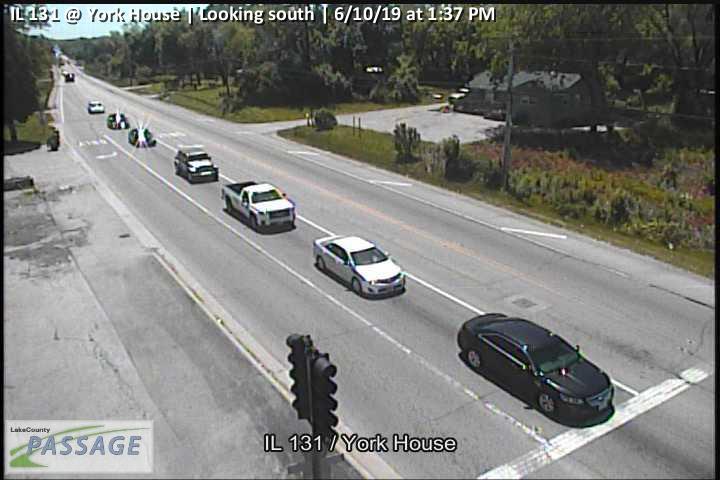 IL 131 @ York House | Looking south | 6/10/19 at 1:37 PM
IL 131 / York House
LakeCounty
PASSAGE